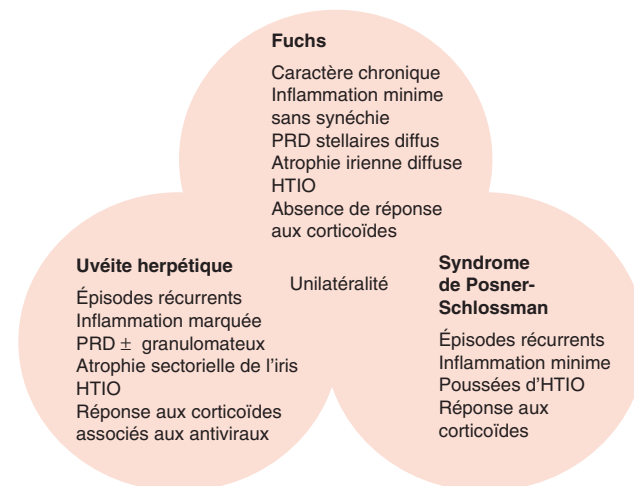 Fuchs
Caractère chronique
Inflammation minime
sans synéchie
PRD stellaires diffus
Atrophie irienne diffuse
HTIO
Absence de réponse
aux corticoïdes
Uvéite herpétique
Épisodes récurrents
Inflammation marquée
PRD ± granulomateux
Atrophie sectorielle de l'iris
HTIO
Réponse aux corticoïdes
associés aux antiviraux
Unilatéralité
Syndrome
de Posner-
Schlossman
Épisodes récurrents
Inflammation minime
Poussées d'HTIO
Réponse aux
corticoïdes